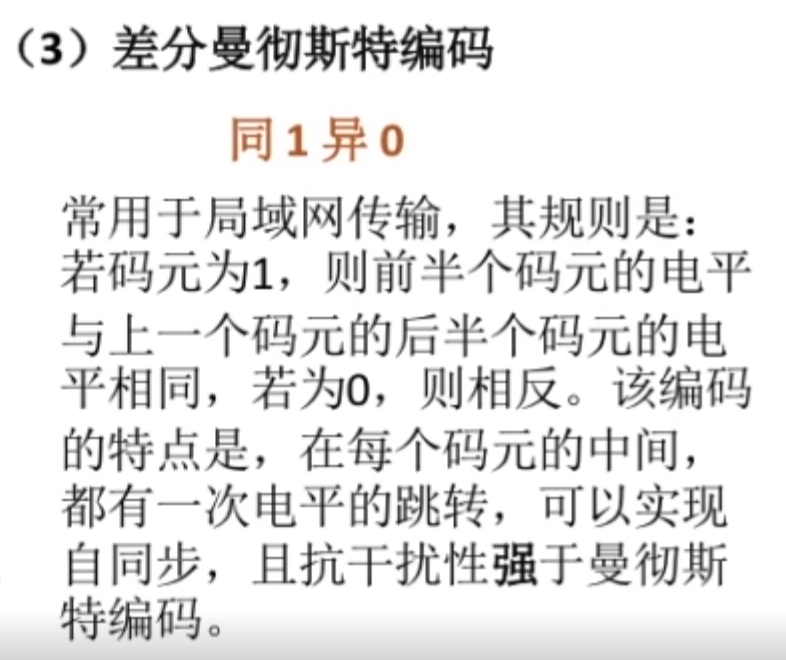 （3）差分曼彻斯特编码
同 1 异 0
常用于局域网传输，其规则是：
若码元为1，则前半个码元的电平
与上一个码元的后半个码元的电
平相同，若为0，则相反。该编码
的特点是，在每个码元的中间，
都有一次电平的跳转，可以实现
自同步，且抗干扰性强于曼彻斯
特编码。